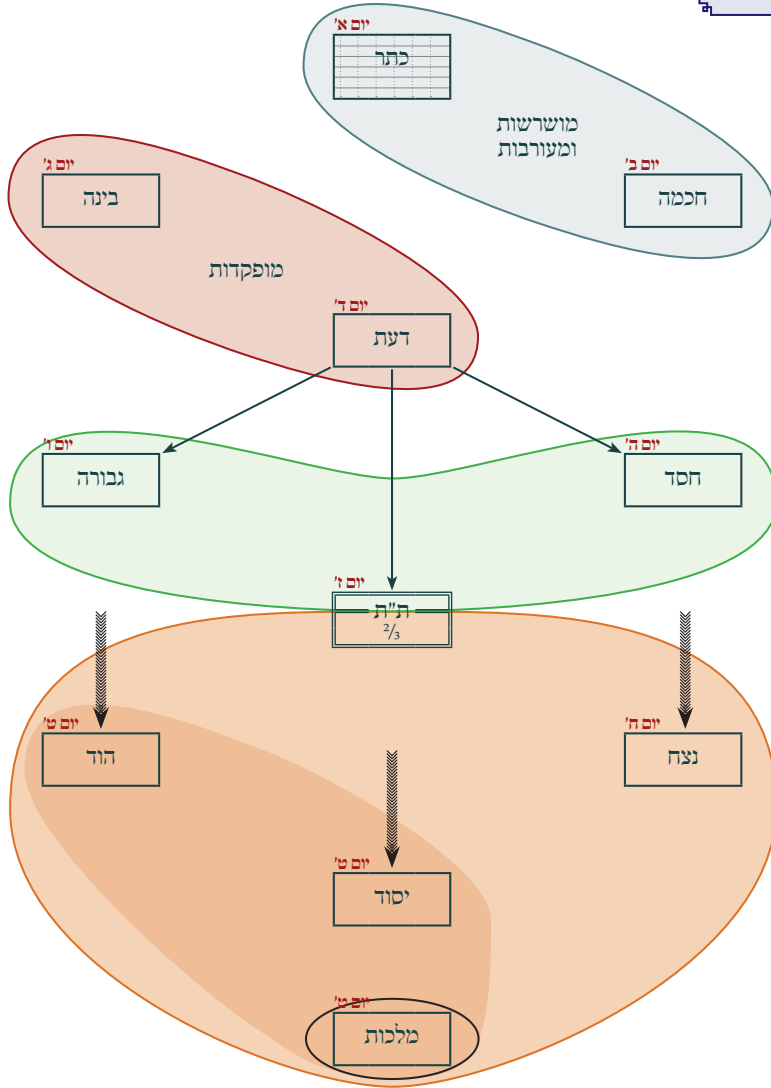 יום א'
כתר
מושרשות
ומעורבות
יום ב'
חכמה
יום ג'
בינה
מופקדות
יום ד'
דעת
יום ה'
חסד
יום ו'
גבורה
יום ז'
ת"ת
2/3
יום ח'
נצח
יום ט'
הוד
יום ט'
יסוד
יום ט'
מלכות